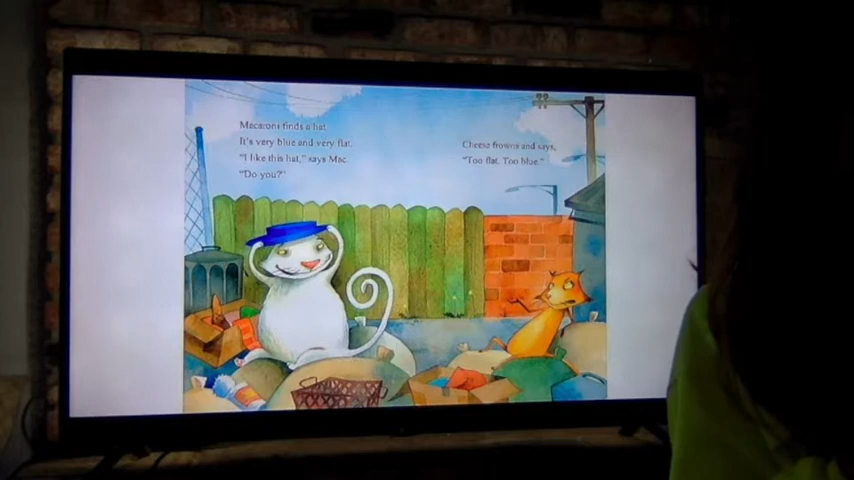 Macaroni finds a hat.
It's very blue and very flat.
"I like this hat," says Mac.
"Do you?"
Cheese frowns and says,
"Too flat. Too blue."